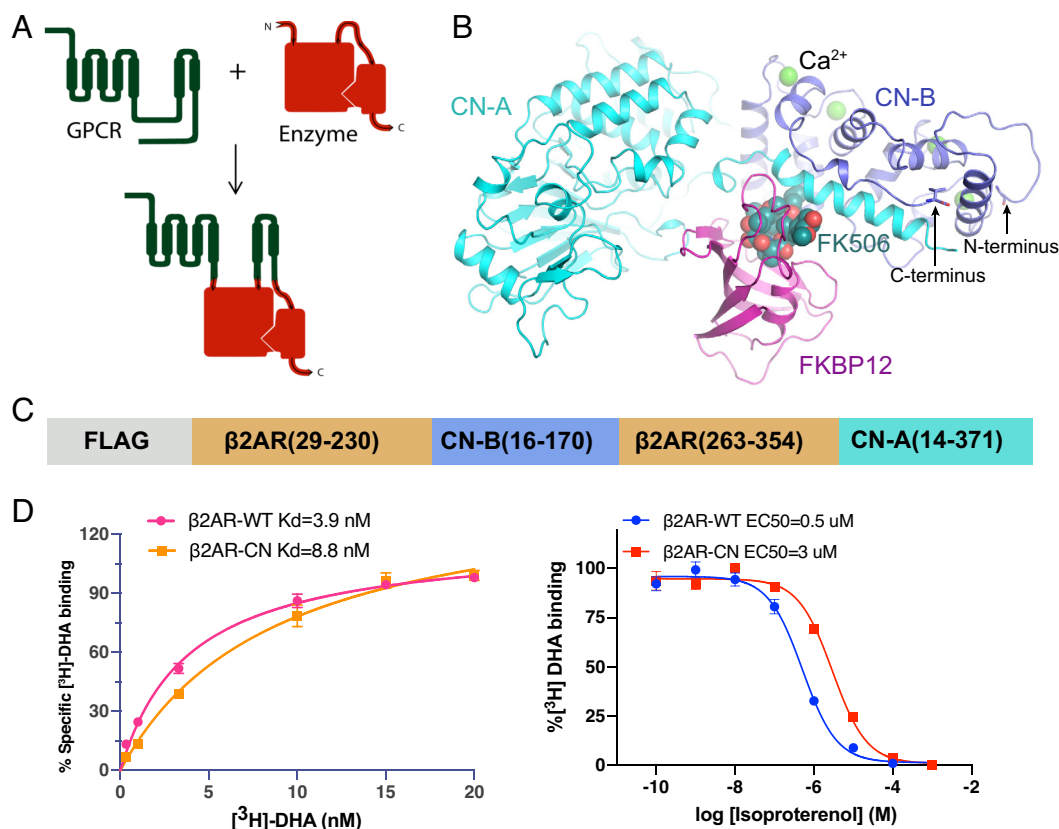 A
N
GPCR
+
Enzyme
C
C
B
Ca²⁺
CN-A
CN-B
FK506
N-terminus
C-terminus
FKBP12
C
FLAG β2AR(29-230) CN-B(16-170) β2AR(263-354) CN-A(14-371)
D
β2AR-WT Kd=3.9 nM
β2AR-CN Kd=8.8 nM
% Specific [³H]-DHA binding
120
90
60
30
0
0 5 10 15 20
[³H]-DHA (nM)
β2AR-WT EC50=0.5 uM
β2AR-CN EC50=3 uM
%[³H] DHA binding
100
75
50
25
0
-10 -8 -6 -4 -2
log [Isoproterenol] (M)